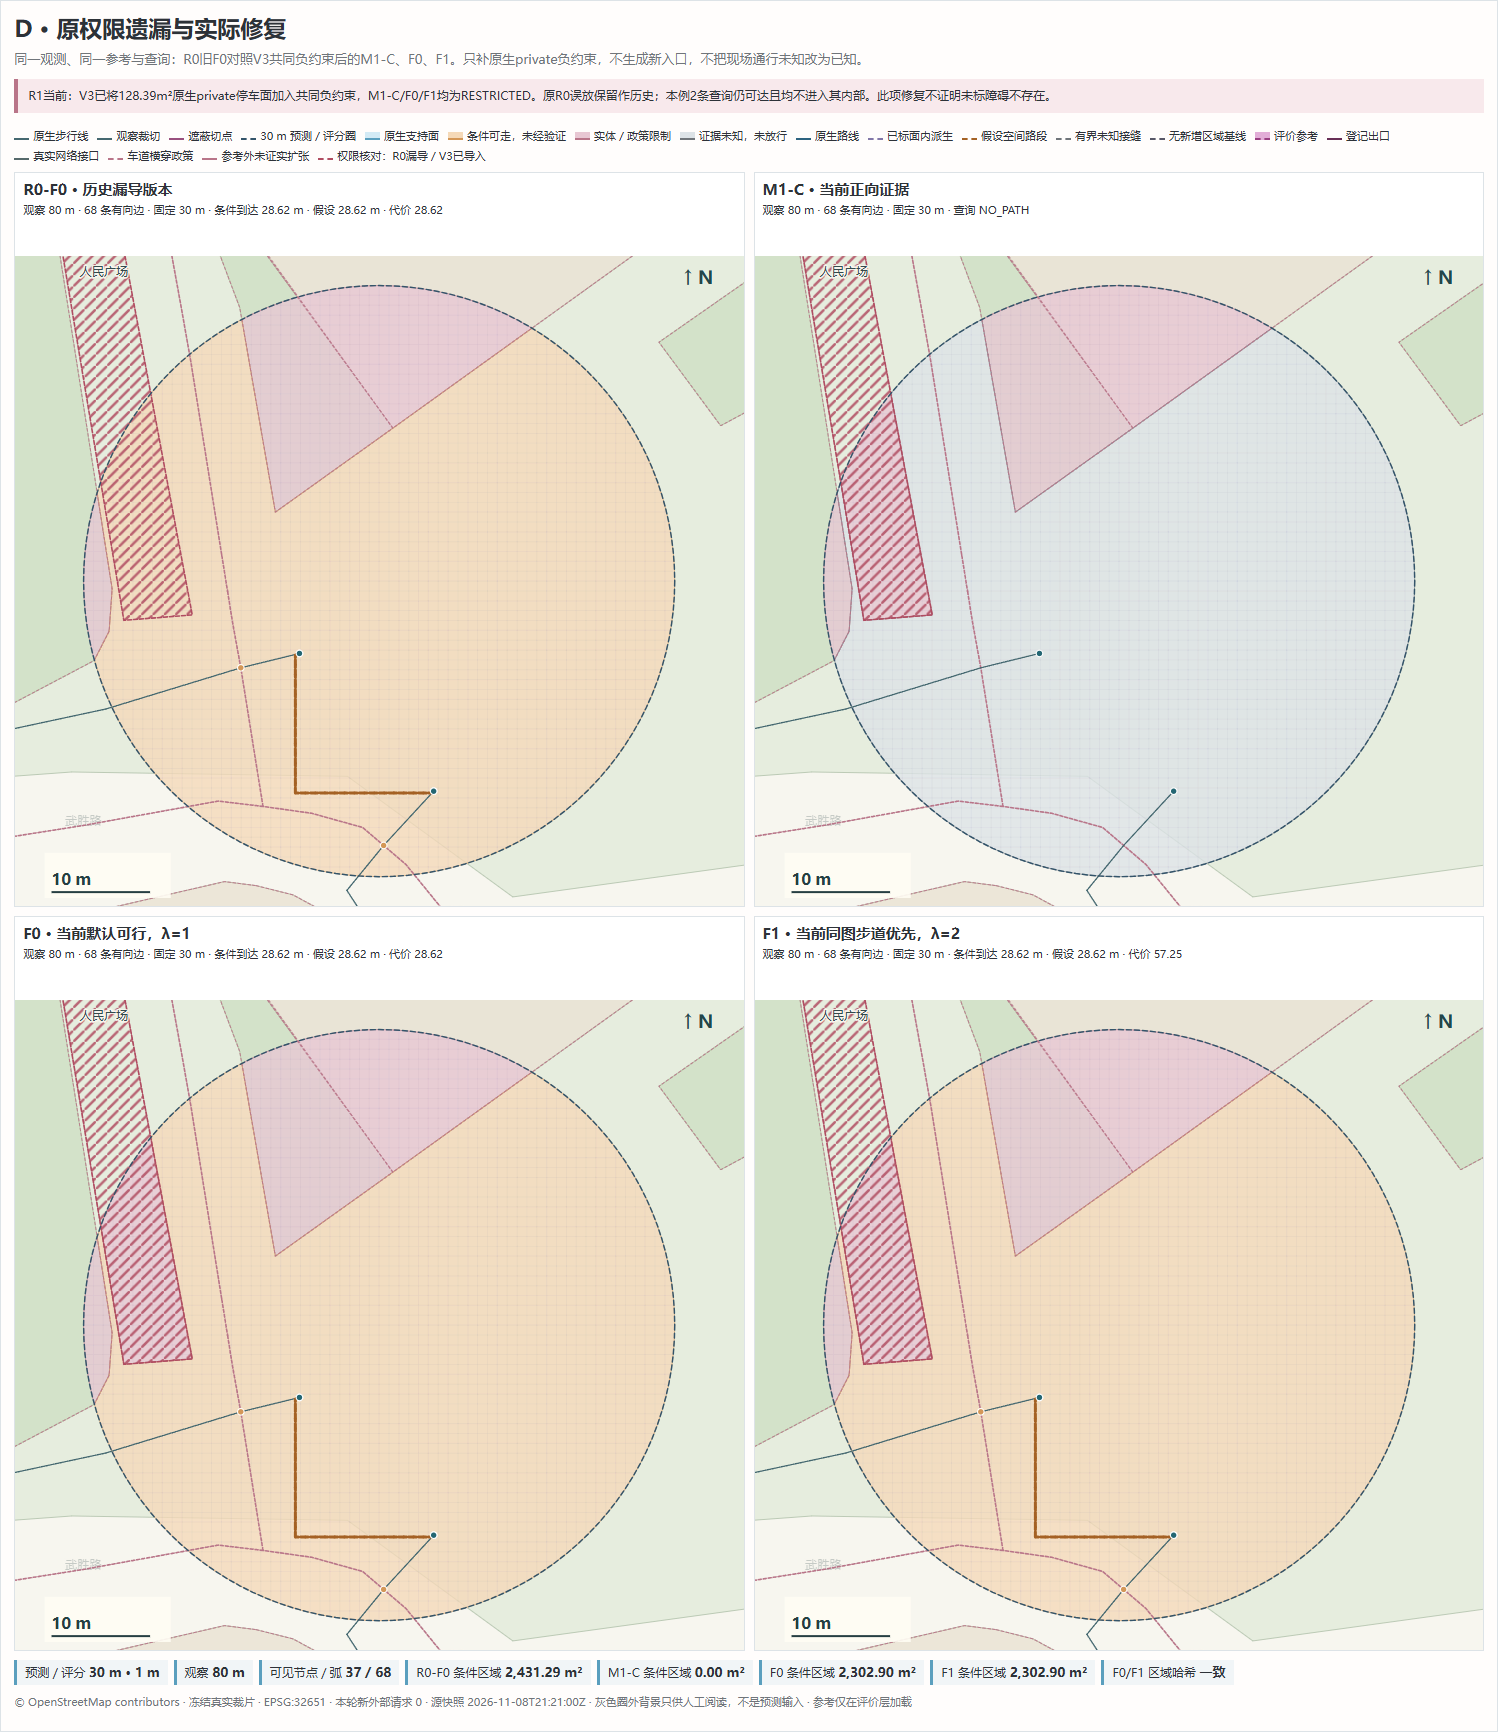 D • 原权限遗漏与实际修复
同一观测、同一参考与查询：R0旧F0对照V3共同负约束后的M1-C、F0、F1。只补原生private负约束，不生成新入口，不把现场通行未知改为已知。
R1当前：V3已将128.39m²原生private停车面加入共同负约束，M1-C/F0/F1均为RESTRICTED。原R0误放保留作历史；本例2条查询仍可达且均不进入其内部。此项修复不证明未标障碍不存在。
原生步行线 观察裁切 遮蔽切点 30 m 预测 / 评分圈 原生支持面 条件可走，未经验证 实体 / 政策限制 证据未知，未放行 原生路线 已标面内派生 假设空间路段 有界未知接缝 无新增区域基线 评价参考 登记出口
真实网络接口 车道横穿政策 参考外未证实扩张 权限核对：R0漏导 / V3已导入
R0-F0 • 历史漏导版本
观察 80 m · 68 条有向边 · 固定 30 m · 条件到达 28.62 m · 假设 28.62 m · 代价 28.62
人民广场
↑ N
武胜路
10 m
M1-C • 当前正向证据
观察 80 m · 68 条有向边 · 固定 30 m · 查询 NO_PATH
人民广场
↑ N
武胜路
10 m
F0 • 当前默认可行，λ=1
观察 80 m · 68 条有向边 · 固定 30 m · 条件到达 28.62 m · 假设 28.62 m · 代价 28.62
人民广场
↑ N
武胜路
10 m
F1 • 当前同图步道优先，λ=2
观察 80 m · 68 条有向边 · 固定 30 m · 条件到达 28.62 m · 假设 28.62 m · 代价 57.25
人民广场
↑ N
武胜路
10 m
预测 / 评分 30 m • 1 m 观察 80 m 可见节点 / 弧 37 / 68 R0-F0 条件区域 2,431.29 m² M1-C 条件区域 0.00 m² F0 条件区域 2,302.90 m² F1 条件区域 2,302.90 m² F0/F1 区域哈希 一致
© OpenStreetMap contributors · 冻结真实裁片 · EPSG:32651 · 本轮新外部请求 0 · 源快照 2026-11-08T21:21:00Z · 灰色圈外背景只供人工阅读，不是预测输入 · 参考仅在评价层加载